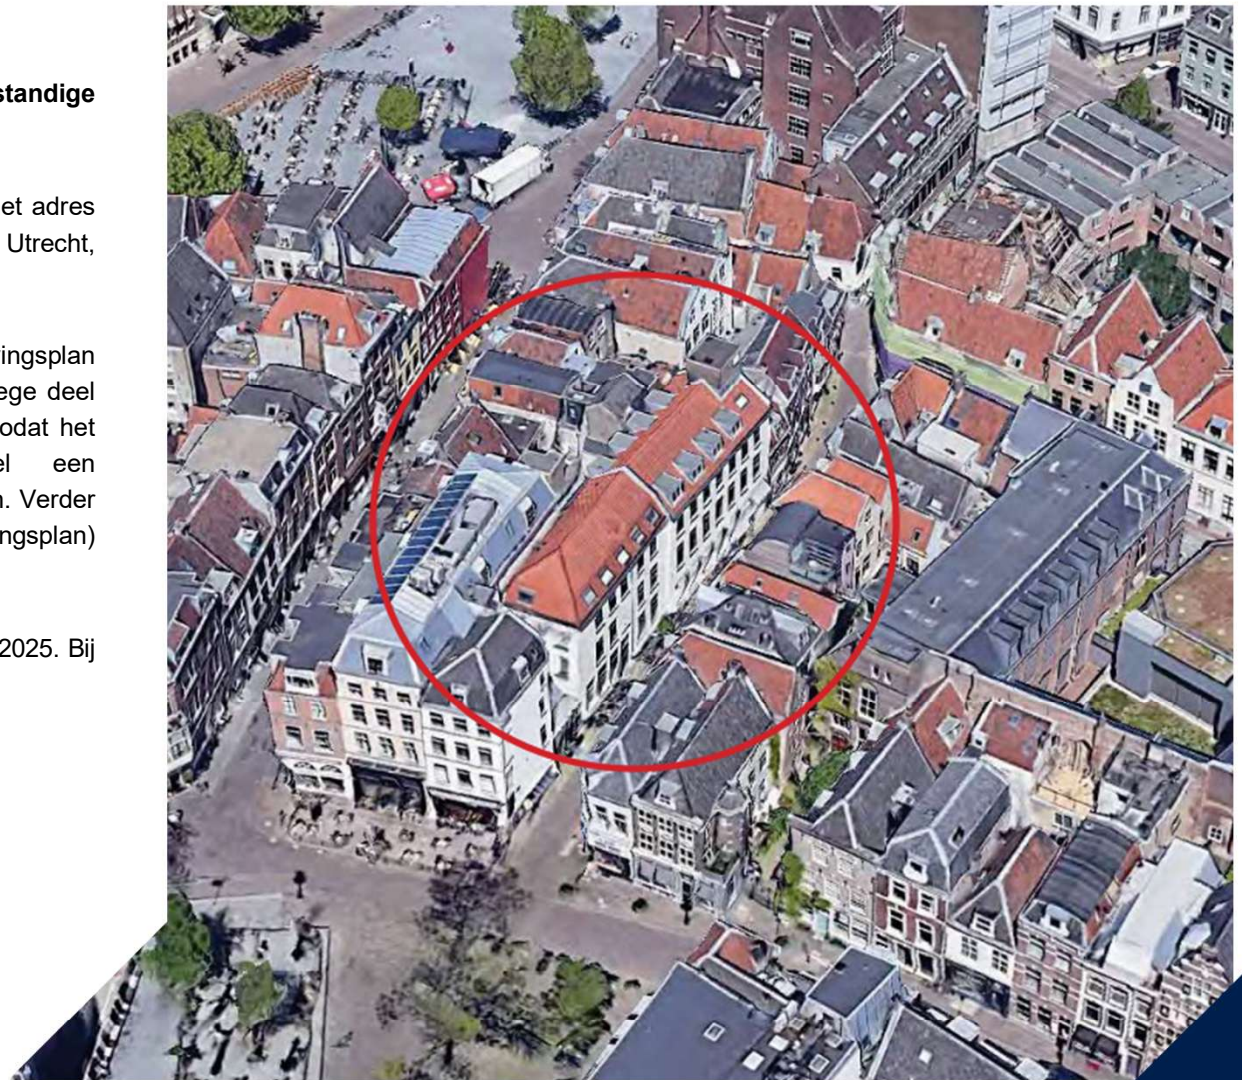 standige
et adres
Utrecht,
ingsplan
ege deel
odat het
el een
n. Verder
ngsplan)
2025. Bij